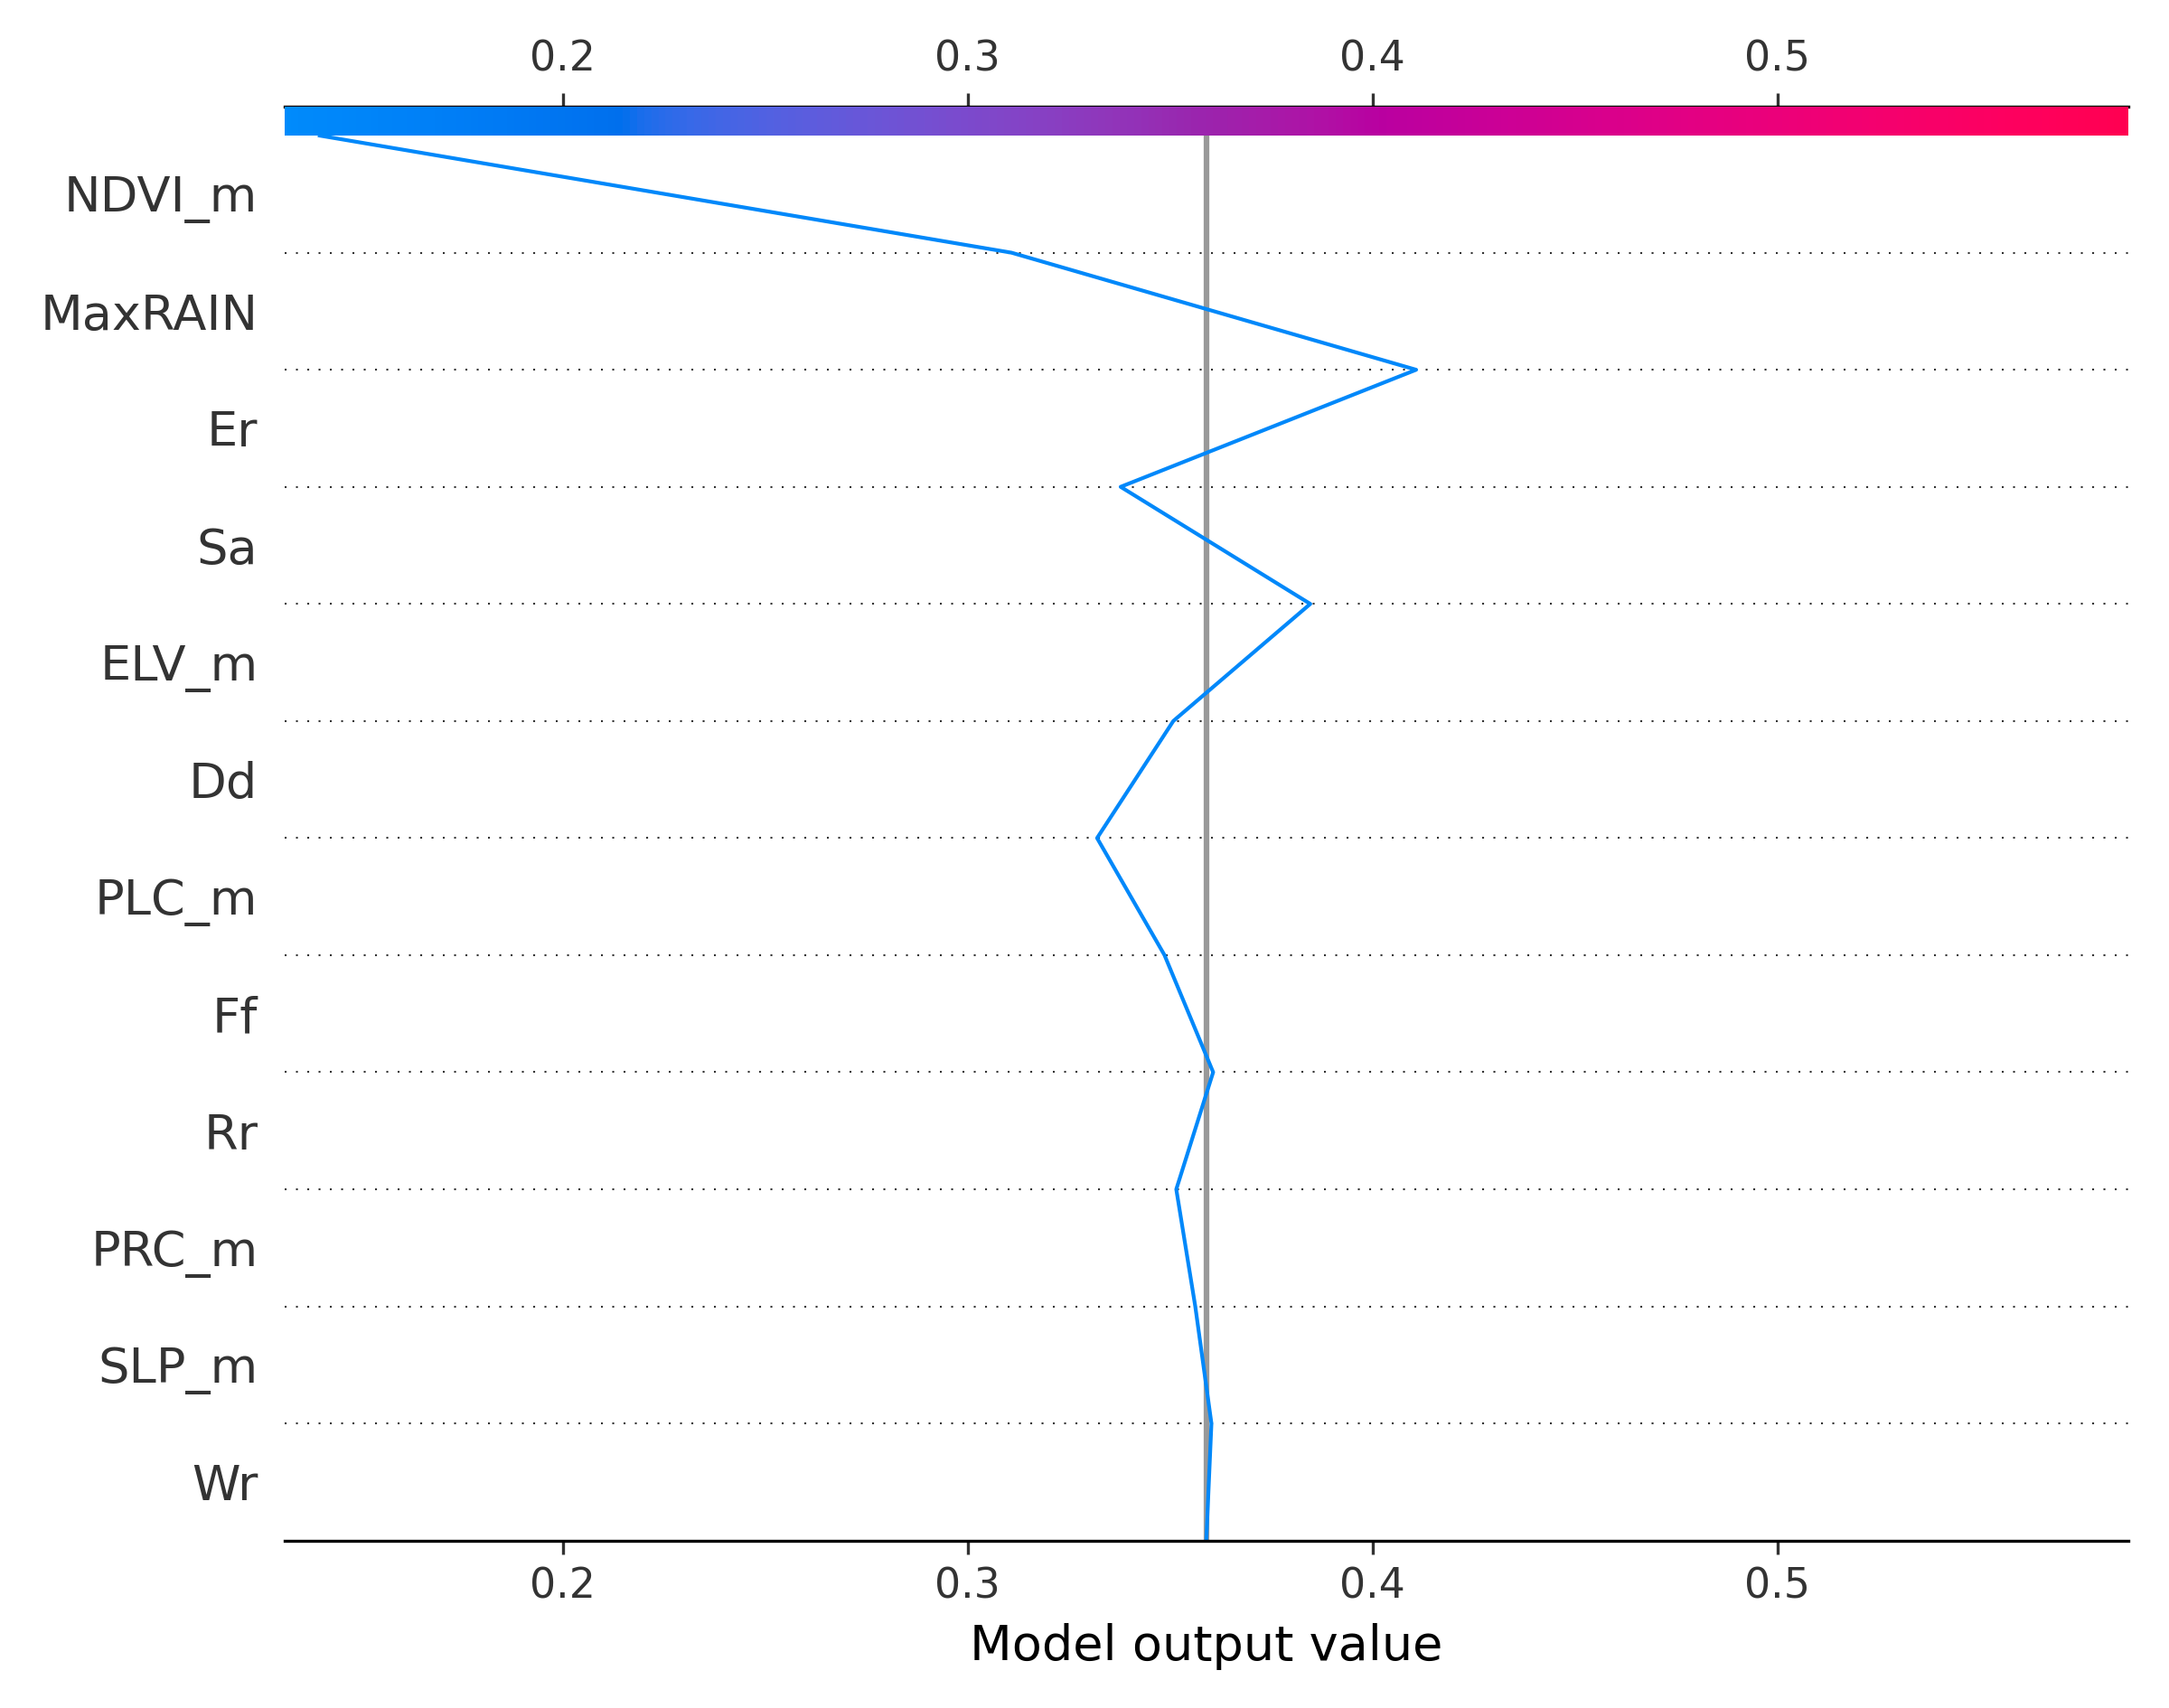 0.2 0.3 0.4 0.5
NDVI_m
MaxRAIN
Er
Sa
ELV_m
Dd
PLC_m
Ff
Rr
PRC_m
SLP_m
Wr
0.2 0.3 0.4 0.5
Model output value